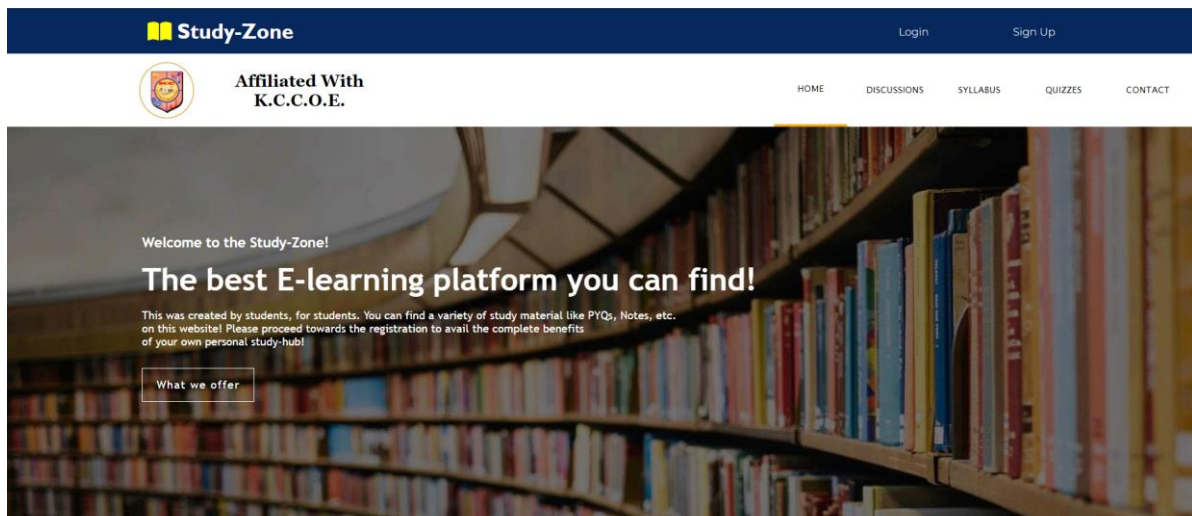 Study-Zone
Login
Sign Up
Affiliated With
K.C.C.O.E.
HOME
DISCUSSIONS
SYLLABUS
QUIZZES
CONTACT
Welcome to the Study-Zone!
The best E-learning platform you can find!
This was created by students, for students. You can find a variety of study material like PYQs, Notes, etc.
on this website! Please proceed towards the registration to avail the complete benefits
of your own personal study-hub!
What we offer